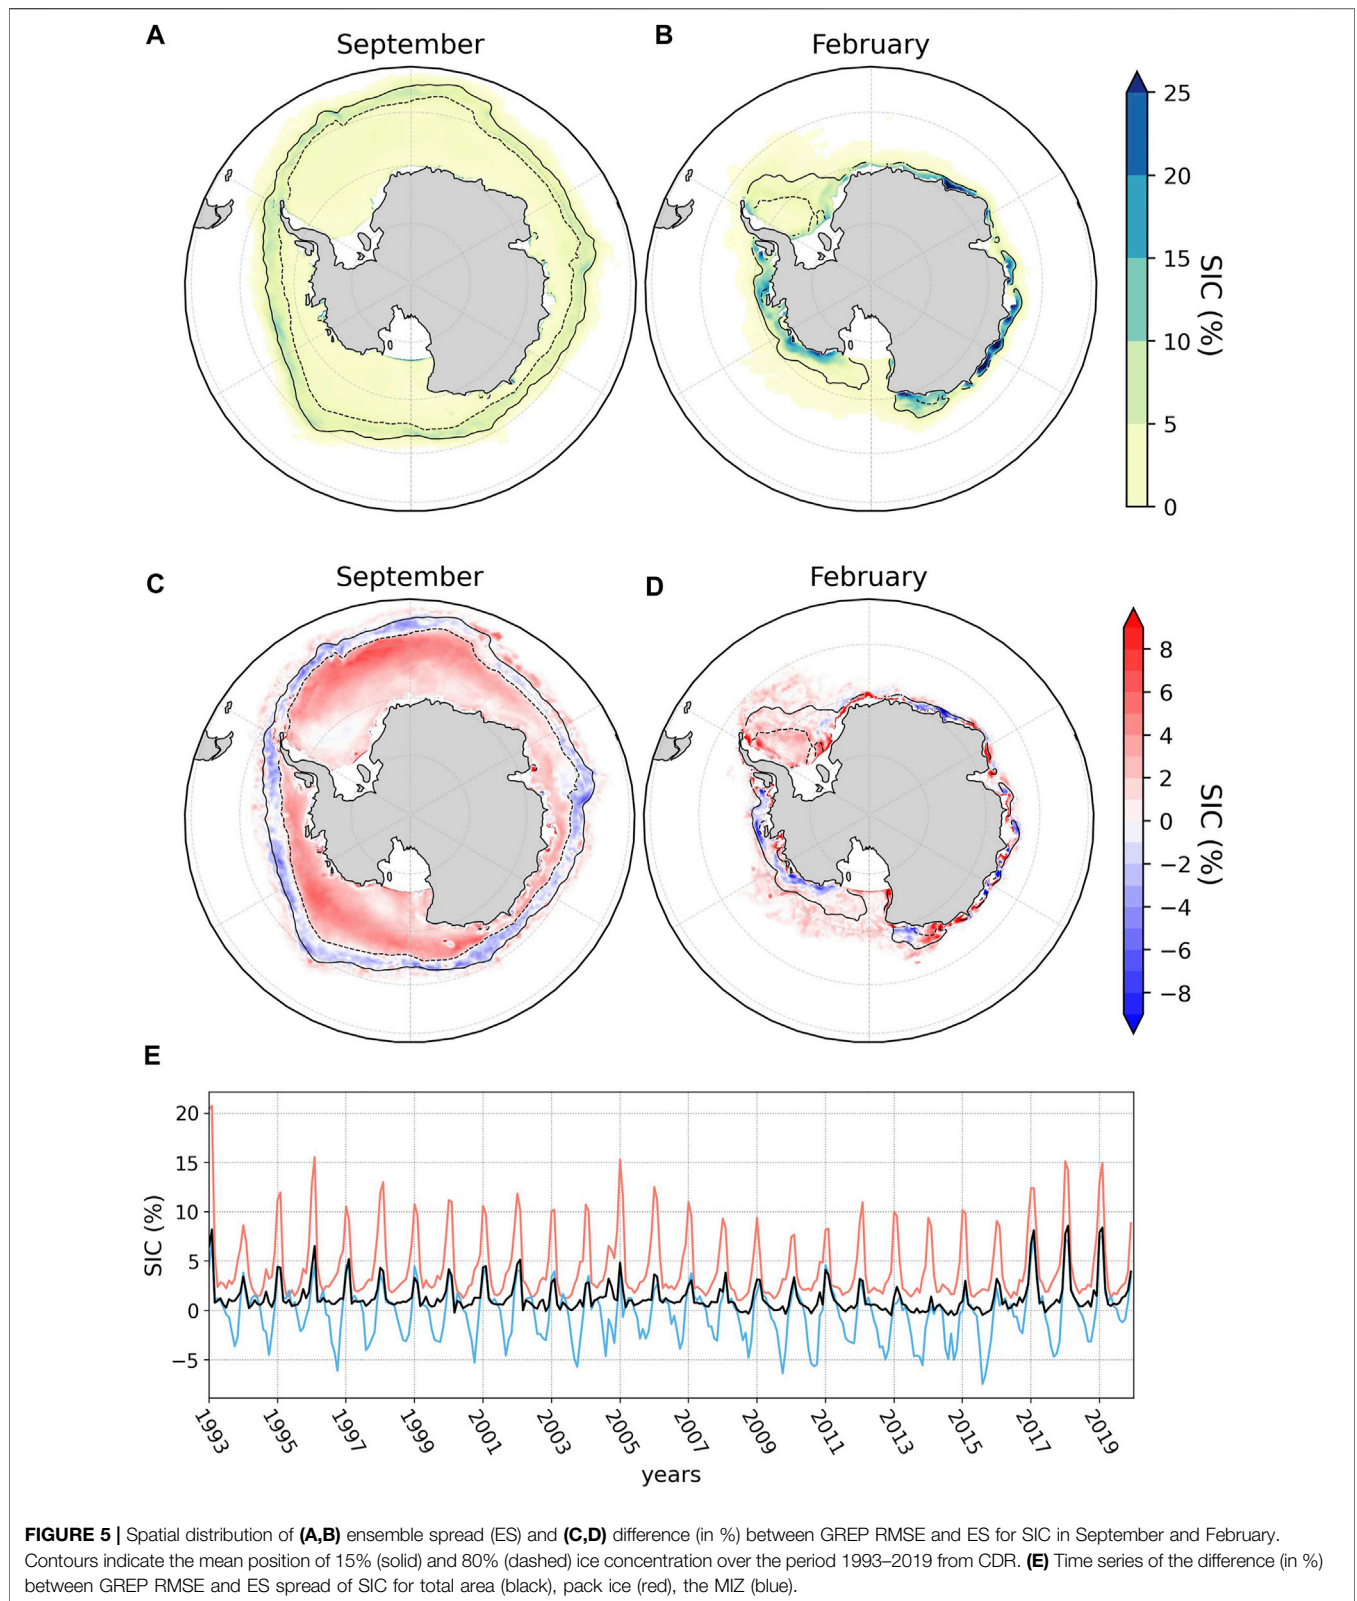 A
September
B
February
25
20
15
10
5
0
SIC (%)
C
September
D
February
8
6
4
2
0
−2
−4
−6
−8
SIC (%)
E
20
15
10
5
0
−5
SIC (%)
1993
1995
1997
1999
2001
2003
2005
2007
2009
2011
2013
2015
2017
2019
years
FIGURE 5 | Spatial distribution of (A,B) ensemble spread (ES) and (C,D) difference (in %) between GREP RMSE and ES for SIC in September and February.
Contours indicate the mean position of 15% (solid) and 80% (dashed) ice concentration over the period 1993–2019 from CDR. (E) Time series of the difference (in %)
between GREP RMSE and ES spread of SIC for total area (black), pack ice (red), the MIZ (blue).